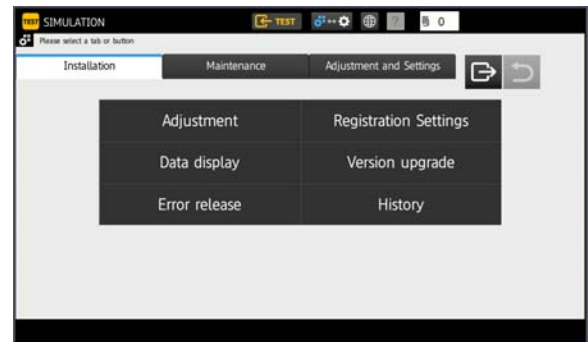 TEST SIMULATION TEST ? 0
Please select a tab or button
Installation Maintenance Adjustment and Settings
Adjustment Registration Settings
Data display Version upgrade
Error release History